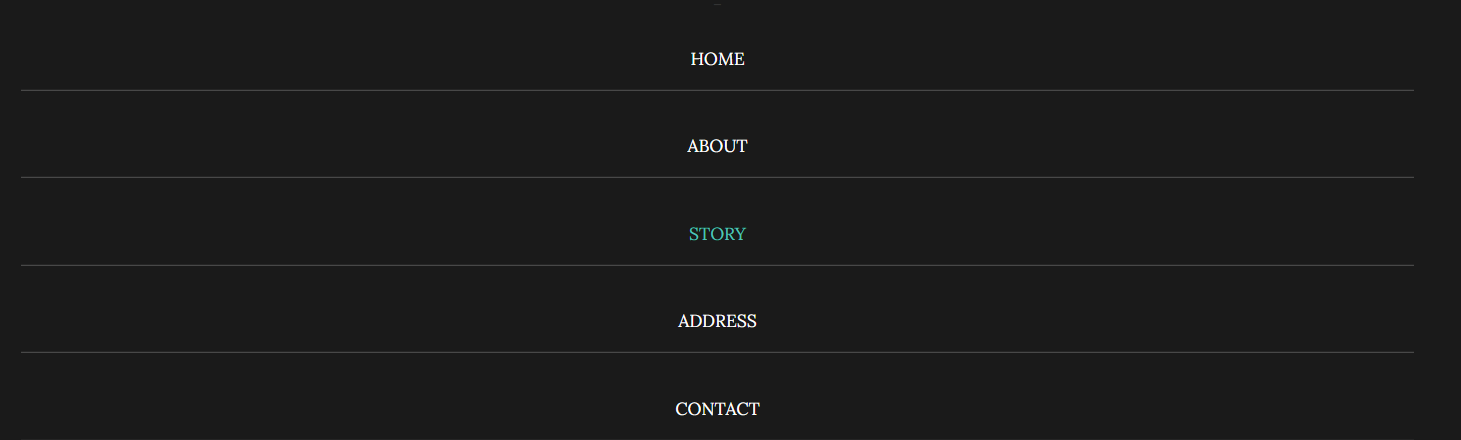 HOME
ABOUT
STORY
ADDRESS
CONTACT